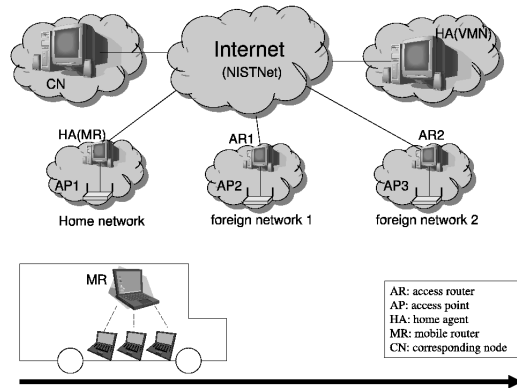 Internet
(NISTNet)
HA(VMN)
CN
HA(MR)
AR1
AR2
AP1
AP2
AP3
Home network
foreign network 1
foreign network 2
MR
AR: access router
AP: access point
HA: home agent
MR: mobile router
CN: corresponding node